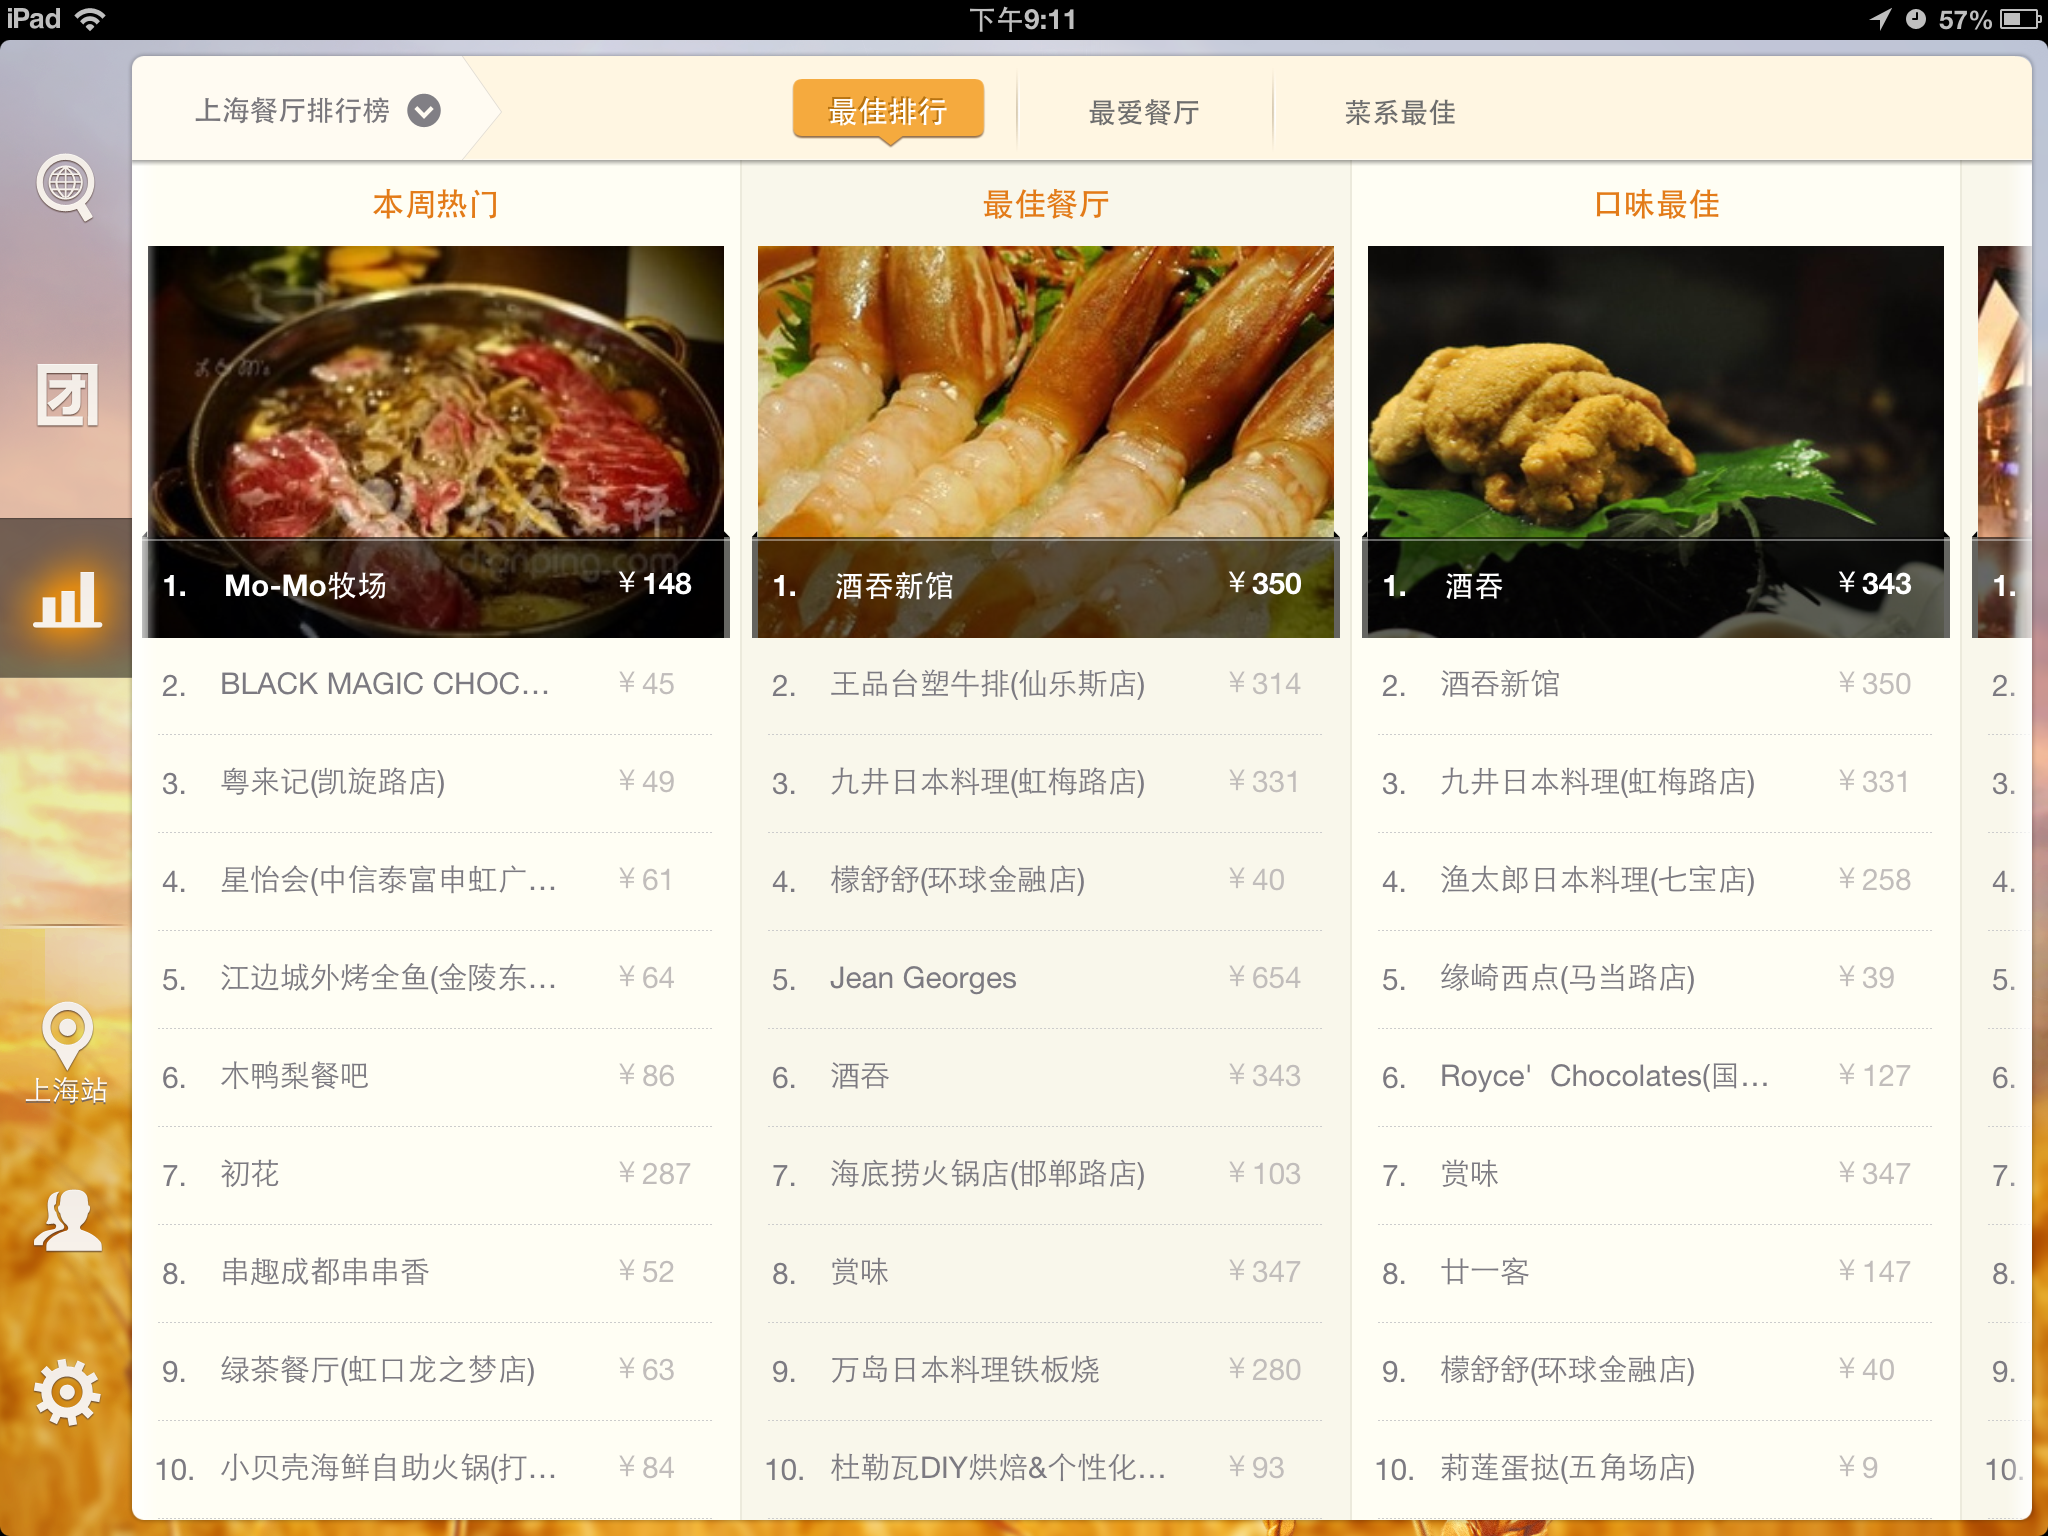 iPad 下午9:11 57%
上海餐厅排行榜 最佳排行 最爱餐厅 菜系最佳
团
上海站
本周热门
大众点评
dianping.com
1. Mo-Mo牧场 ¥148
2. BLACK MAGIC CHOC... ¥45
3. 粤来记(凯旋路店) ¥49
4. 星怡会(中信泰富申虹广... ¥61
5. 江边城外烤全鱼(金陵东... ¥64
6. 木鸭梨餐吧 ¥86
7. 初花 ¥287
8. 串趣成都串串香 ¥52
9. 绿茶餐厅(虹口龙之梦店) ¥63
10. 小贝壳海鲜自助火锅(打... ¥84
最佳餐厅
1. 酒吞新馆 ¥350
2. 王品台塑牛排(仙乐斯店) ¥314
3. 九井日本料理(虹梅路店) ¥331
4. 檬舒舒(环球金融店) ¥40
5. Jean Georges ¥654
6. 酒吞 ¥343
7. 海底捞火锅店(邯郸路店) ¥103
8. 赏味 ¥347
9. 万岛日本料理铁板烧 ¥280
10. 杜勒瓦DIY烘焙&个性化... ¥93
口味最佳
1. 酒吞 ¥343
2. 酒吞新馆 ¥350
3. 九井日本料理(虹梅路店) ¥331
4. 渔太郎日本料理(七宝店) ¥258
5. 缘崎西点(马当路店) ¥39
6. Royce' Chocolates(国... ¥127
7. 赏味 ¥347
8. 廿一客 ¥147
9. 檬舒舒(环球金融店) ¥40
10. 莉莲蛋挞(五角场店) ¥9
1.
2.
3.
4.
5.
6.
7.
8.
9.
10.